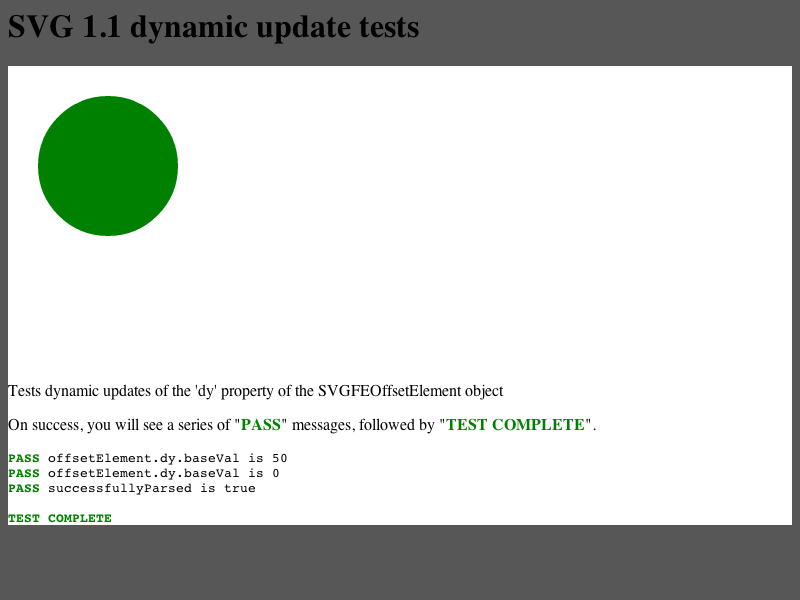 SVG 1.1 dynamic update tests
Tests dynamic updates of the 'dy' property of the SVGFEOffsetElement object
On success, you will see a series of "PASS" messages, followed by "TEST COMPLETE".
PASS offsetElement.dy.baseVal is 50
PASS offsetElement.dy.baseVal is 0
PASS successfullyParsed is true
TEST COMPLETE